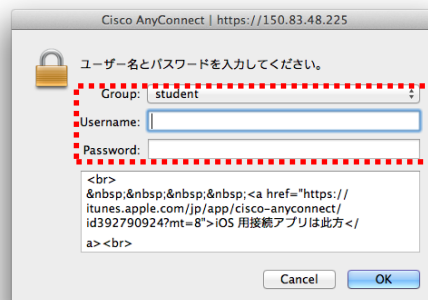 Cisco AnyConnect | https://150.83.48.225
ユーザー名とパスワードを入力してください。
Group: student
Username:
Password:
<br>
&nbsp;&nbsp;&nbsp;&nbsp;<a href="https://
itunes.apple.com/jp/app/cisco-anyconnect/
id392790924?mt=8">iOS 用接続アプリは此方</
a><br>
Cancel OK